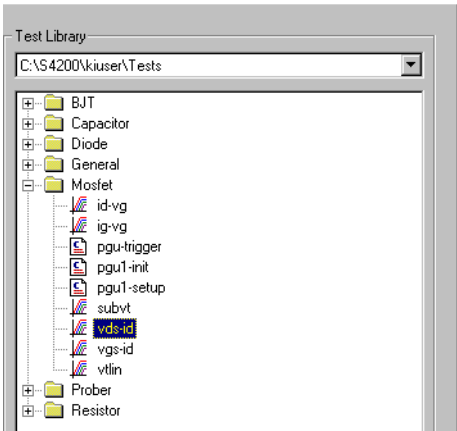 Test Library
C:\S4200\kiuser\Tests
BJT
Capacitor
Diode
General
Mosfet
id-vg
ig-vg
pgu-trigger
pgu1-init
pgu1-setup
subvt
vds-id
vgs-id
vtlin
Prober
Resistor